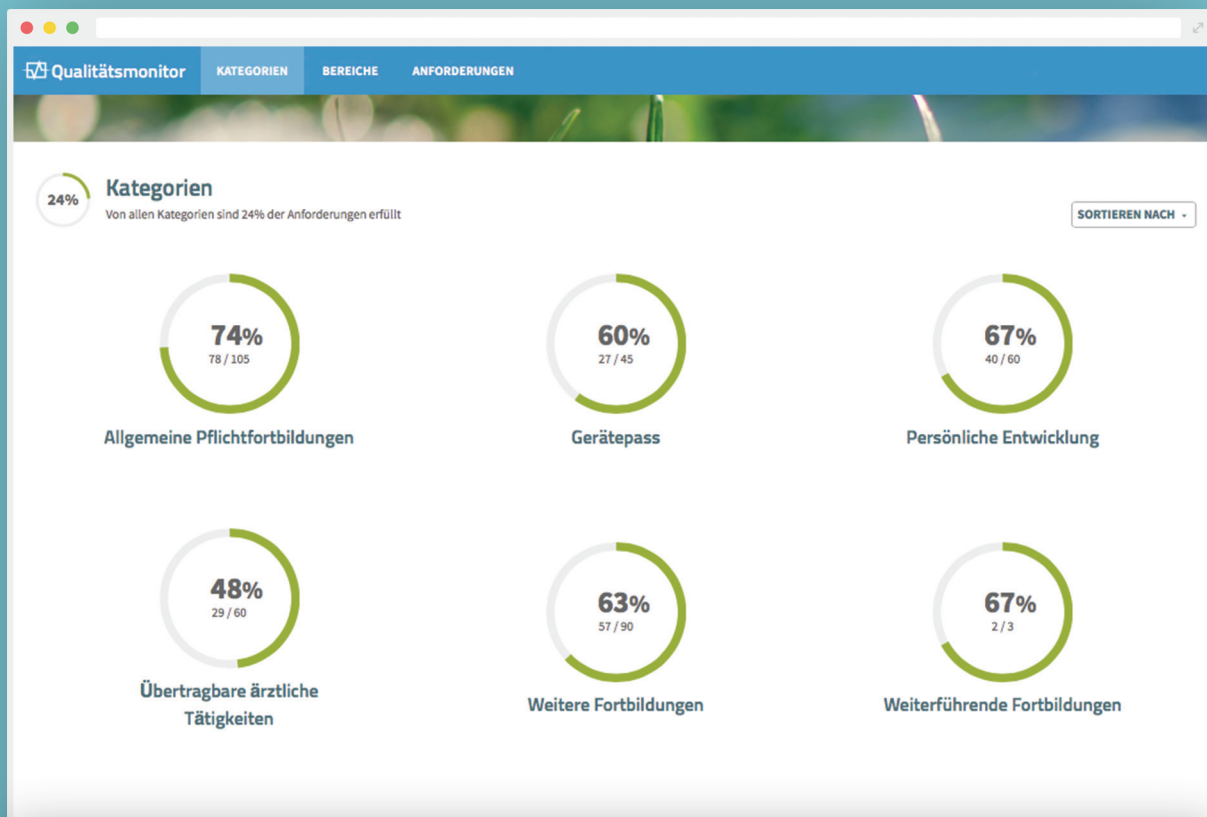 Qualitätsmonitor
KATEGORIEN
BEREICHE
ANFORDERUNGEN
24%
Kategorien
Von allen Kategorien sind 24% der Anforderungen erfüllt
SORTIEREN NACH
74%
78 / 105
Allgemeine Pflichtfortbildungen
60%
27 / 45
Gerätepass
67%
40 / 60
Persönliche Entwicklung
48%
29 / 60
Übertragbare ärztliche
Tätigkeiten
63%
57 / 90
Weitere Fortbildungen
67%
2 / 3
Weiterführende Fortbildungen